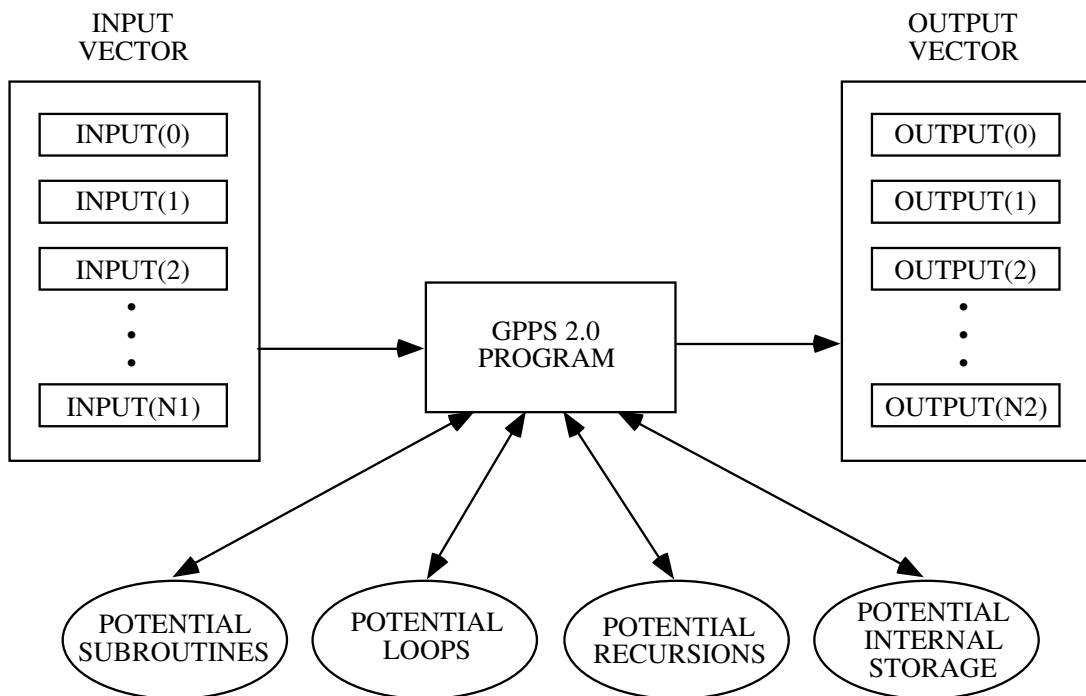 INPUT
VECTOR
INPUT(0)
INPUT(1)
INPUT(2)
INPUT(N1)
GPPS 2.0
PROGRAM
OUTPUT
VECTOR
OUTPUT(0)
OUTPUT(1)
OUTPUT(2)
OUTPUT(N2)
POTENTIAL
SUBROUTINES
POTENTIAL
LOOPS
POTENTIAL
RECURSIONS
POTENTIAL
INTERNAL
STORAGE